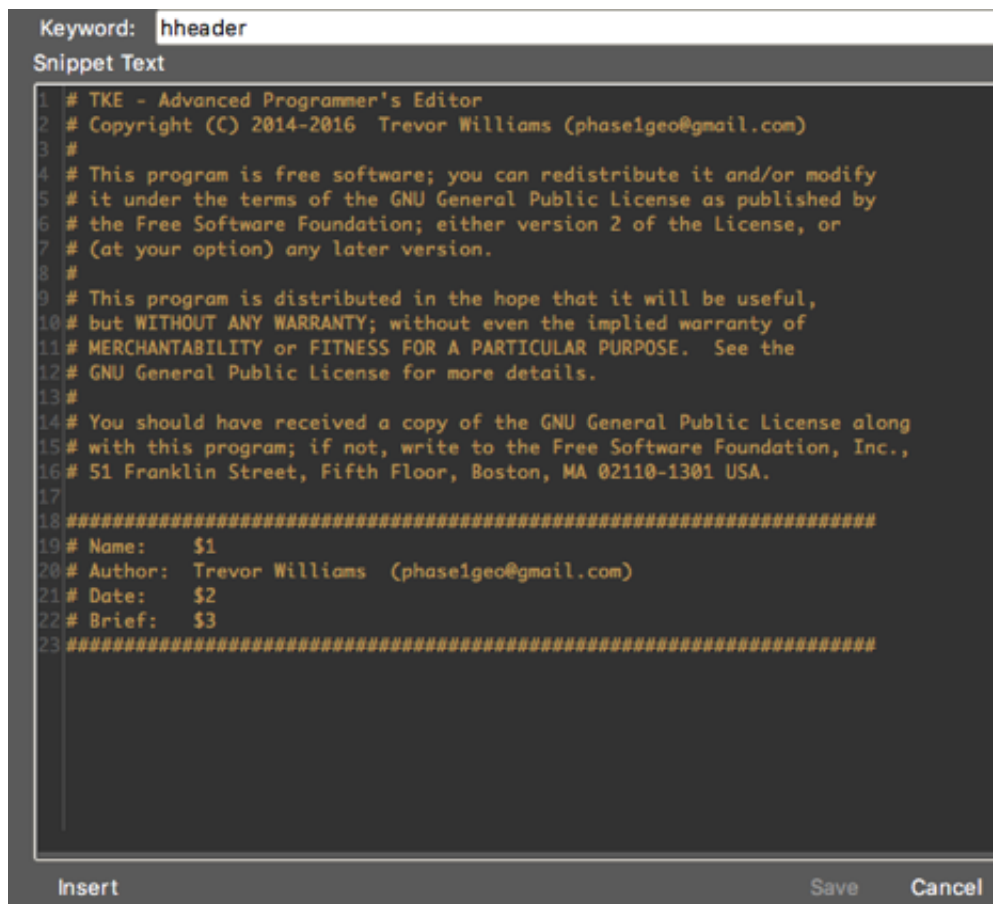 Keyword: hheader
Snippet Text
1 # TKE - Advanced Programmer's Editor
2 # Copyright (C) 2014-2016  Trevor Williams (phase1geo@gmail.com)
3 #
4 # This program is free software; you can redistribute it and/or modify
5 # it under the terms of the GNU General Public License as published by
6 # the Free Software Foundation; either version 2 of the License, or
7 # (at your option) any later version.
8 #
9 # This program is distributed in the hope that it will be useful,
10 # but WITHOUT ANY WARRANTY; without even the implied warranty of
11 # MERCHANTABILITY or FITNESS FOR A PARTICULAR PURPOSE.  See the
12 # GNU General Public License for more details.
13 #
14 # You should have received a copy of the GNU General Public License along
15 # with this program; if not, write to the Free Software Foundation, Inc.,
16 # 51 Franklin Street, Fifth Floor, Boston, MA 02110-1301 USA.
17
18 ######################################################################
19 # Name:    $1
20 # Author:  Trevor Williams  (phase1geo@gmail.com)
21 # Date:    $2
22 # Brief:   $3
23 ######################################################################
Insert Save Cancel